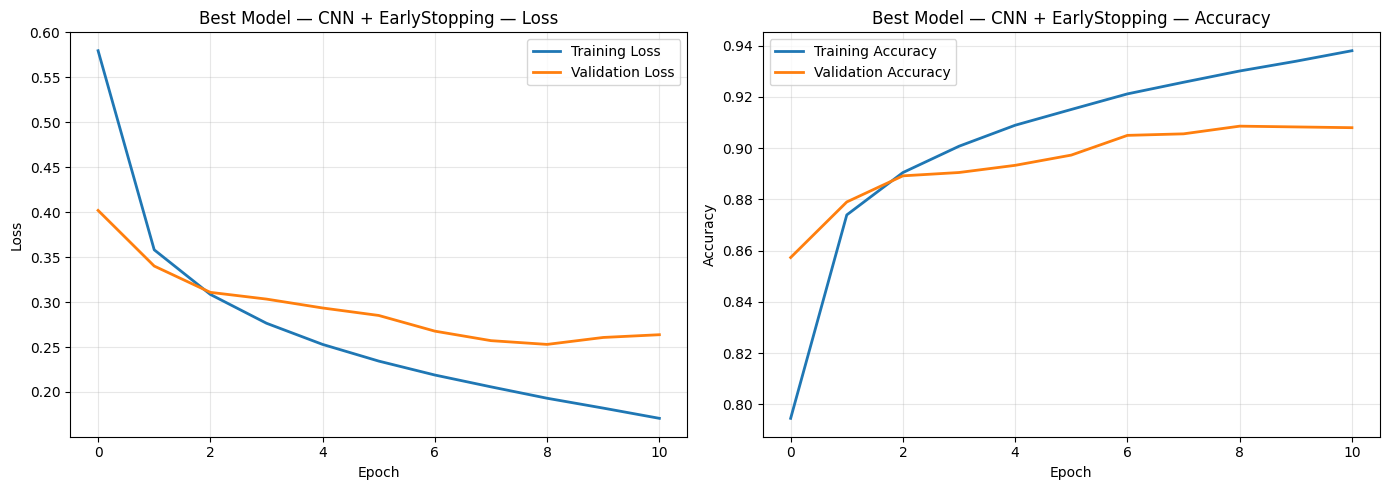 Best Model — CNN + EarlyStopping — Loss
0.60
0.55
0.50
0.45
0.40
0.35
0.30
0.25
0.20
Loss
Training Loss
Validation Loss
0 2 4 6 8 10
Epoch
Best Model — CNN + EarlyStopping — Accuracy
0.94
0.92
0.90
0.88
0.86
0.84
0.82
0.80
Accuracy
Training Accuracy
Validation Accuracy
0 2 4 6 8 10
Epoch